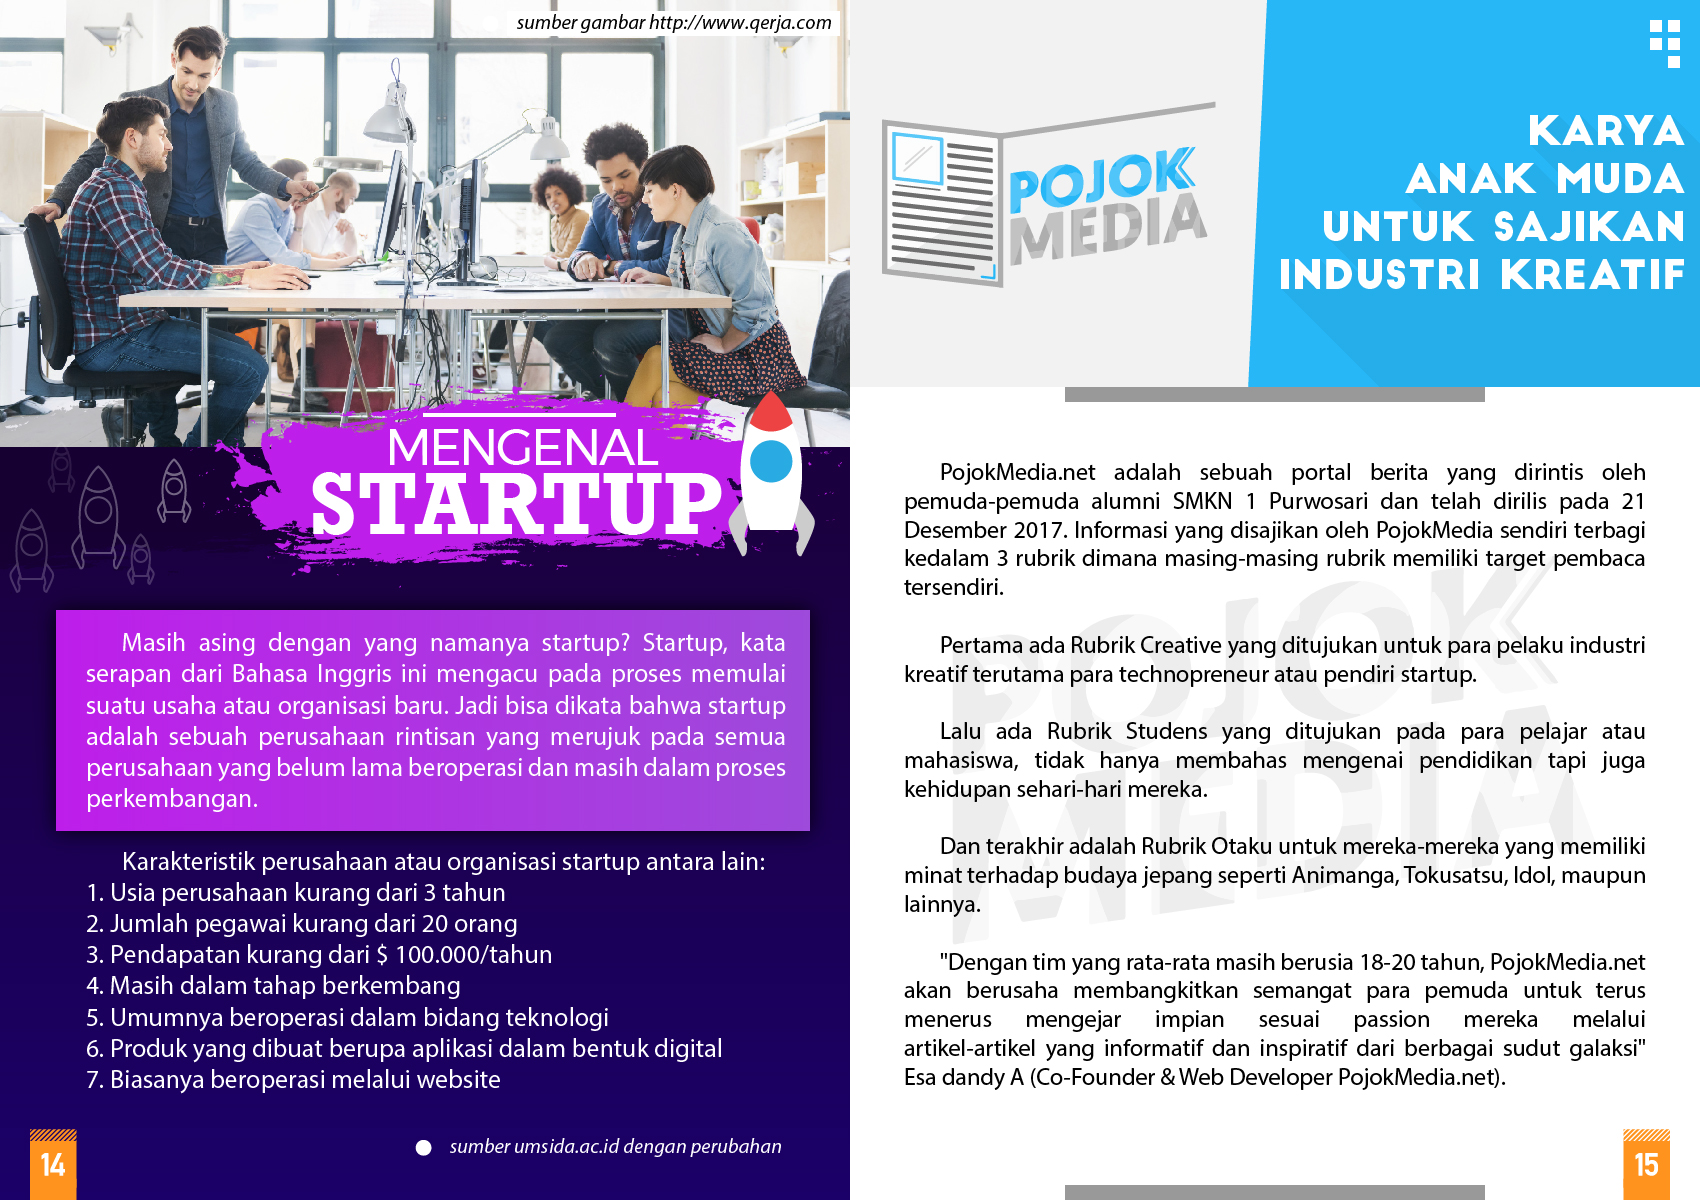 sumber gambar http://www.qerja.com
MENGENAL
STARTUP
Masih asing dengan yang namanya startup? Startup, kata
serapan dari Bahasa Inggris ini mengacu pada proses memulai
suatu usaha atau organisasi baru. Jadi bisa dikata bahwa startup
adalah sebuah perusahaan rintisan yang merujuk pada semua
perusahaan yang belum lama beroperasi dan masih dalam proses
perkembangan.
Karakteristik perusahaan atau organisasi startup antara lain:
1. Usia perusahaan kurang dari 3 tahun
2. Jumlah pegawai kurang dari 20 orang
3. Pendapatan kurang dari $ 100.000/tahun
4. Masih dalam tahap berkembang
5. Umumnya beroperasi dalam bidang teknologi
6. Produk yang dibuat berupa aplikasi dalam bentuk digital
7. Biasanya beroperasi melalui website
sumber umsida.ac.id dengan perubahan
14
POJOK
MEDIA
KARYA
ANAK MUDA
UNTUK SAJIKAN
INDUSTRI KREATIF
PojokMedia.net adalah sebuah portal berita yang dirintis oleh
pemuda-pemuda alumni SMKN 1 Purwosari dan telah dirilis pada 21
Desember 2017. Informasi yang disajikan oleh PojokMedia sendiri terbagi
kedalam 3 rubrik dimana masing-masing rubrik memiliki target pembaca
tersendiri.
Pertama ada Rubrik Creative yang ditujukan untuk para pelaku industri
kreatif terutama para technopreneur atau pendiri startup.
Lalu ada Rubrik Studens yang ditujukan pada para pelajar atau
mahasiswa, tidak hanya membahas mengenai pendidikan tapi juga
kehidupan sehari-hari mereka.
Dan terakhir adalah Rubrik Otaku untuk mereka-mereka yang memiliki
minat terhadap budaya jepang seperti Animanga, Tokusatsu, Idol, maupun
lainnya.
"Dengan tim yang rata-rata masih berusia 18-20 tahun, PojokMedia.net
akan berusaha membangkitkan semangat para pemuda untuk terus
menerus mengejar impian sesuai passion mereka melalui
artikel-artikel yang informatif dan inspiratif dari berbagai sudut galaksi"
Esa dandy A (Co-Founder & Web Developer PojokMedia.net).
POJOK
MEDIA
15